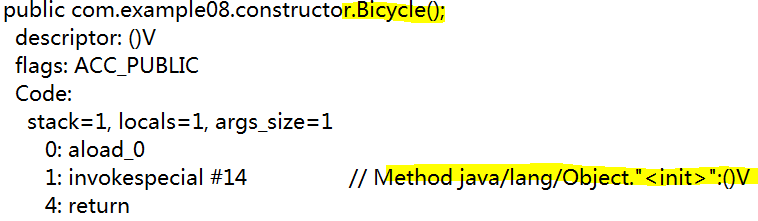 public com.example08.constructor.Bicycle();
descriptor: ()V
flags: ACC_PUBLIC
Code:
stack=1, locals=1, args_size=1
0: aload_0
1: invokespecial #14 // Method java/lang/Object."<init>":()V
4: return